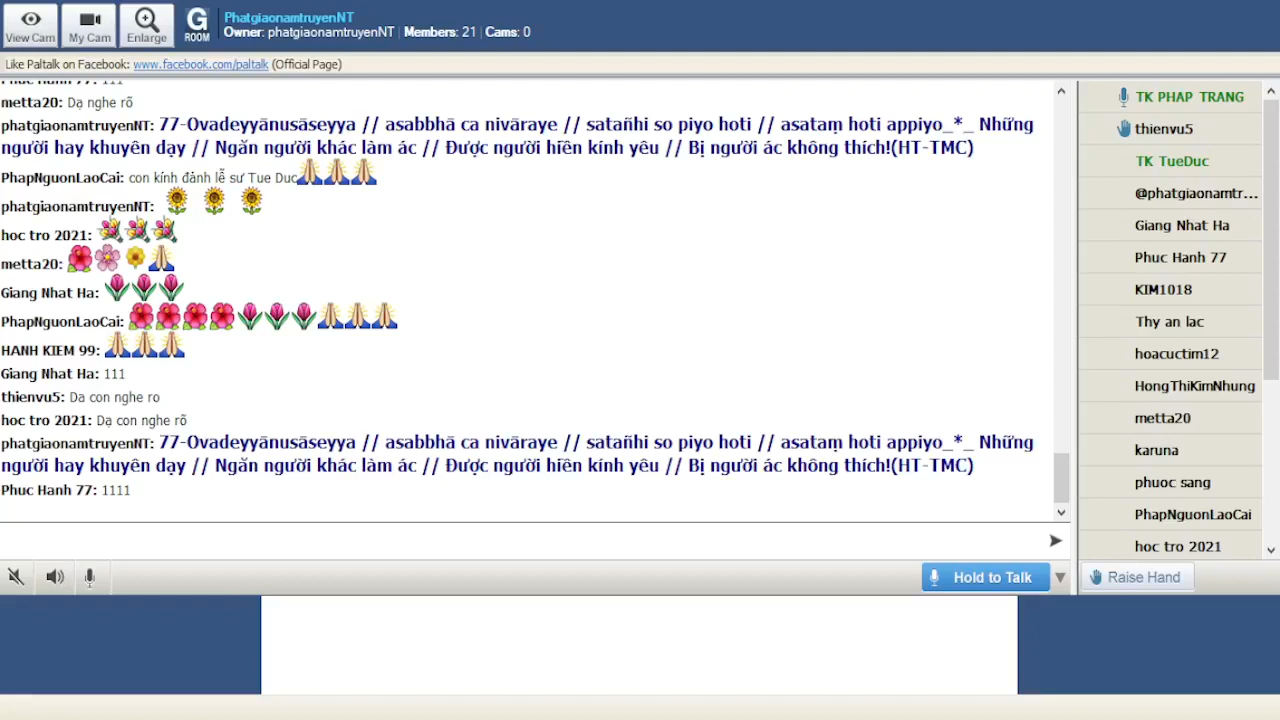 View Cam
My Cam
Enlarge
G ROOM
PhatgiaonamtruyenNT
Owner: phatgiaonamtruyenNT | Members: 21 | Cams: 0
Like Paltalk on Facebook: www.facebook.com/paltalk (Official Page)
Phuc Hanh 77: 111
metta20: Dạ nghe rõ
phatgiaonamtruyenNT: 77-Ovadeyyānusāseyya // asabbhā ca nivāraye // satañhi so piyo hoti // asataṃ hoti appiyo_*_ Những
người hay khuyên dạy // Ngăn người khác làm ác // Được người hiền kính yêu // Bị người ác không thích!(HT-TMC)
PhapNguonLaoCai: con kính đảnh lễ sư Tue Duc
phatgiaonamtruyenNT:
hoc tro 2021:
metta20:
Giang Nhat Ha:
PhapNguonLaoCai:
HANH KIEM 99:
Giang Nhat Ha: 111
thienvu5: Da con nghe ro
hoc tro 2021: Dạ con nghe rõ
phatgiaonamtruyenNT: 77-Ovadeyyānusāseyya // asabbhā ca nivāraye // satañhi so piyo hoti // asataṃ hoti appiyo_*_ Những
người hay khuyên dạy // Ngăn người khác làm ác // Được người hiền kính yêu // Bị người ác không thích!(HT-TMC)
Phuc Hanh 77: 1111
Hold to Talk
TK PHAP TRANG
thienvu5
TK TueDuc
@phatgiaonamtr...
Giang Nhat Ha
Phuc Hanh 77
KIM1018
Thy an lac
hoacuctim12
HongThiKimNhung
metta20
karuna
phuoc sang
PhapNguonLaoCai
hoc tro 2021
Raise Hand